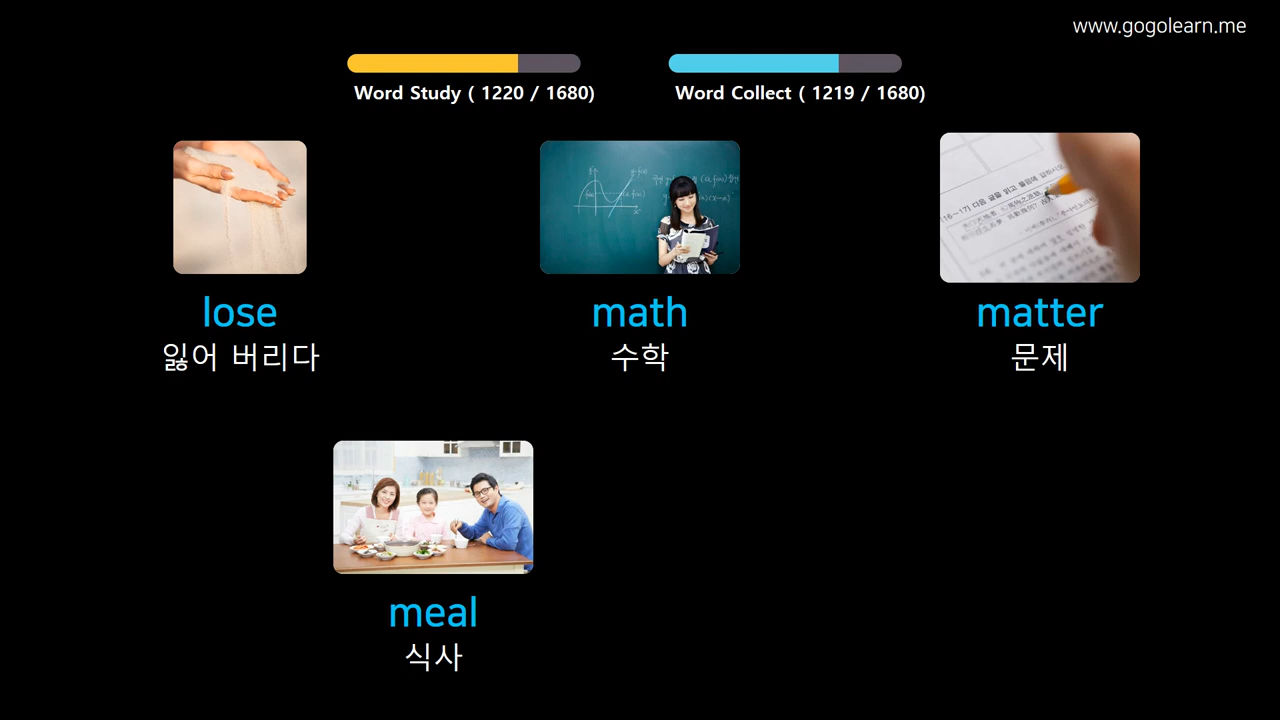 www.gogolearn.me
Word Study ( 1220 / 1680)
Word Collect ( 1219 / 1680)
lose
잃어 버리다
math
수학
matter
문제
meal
식사